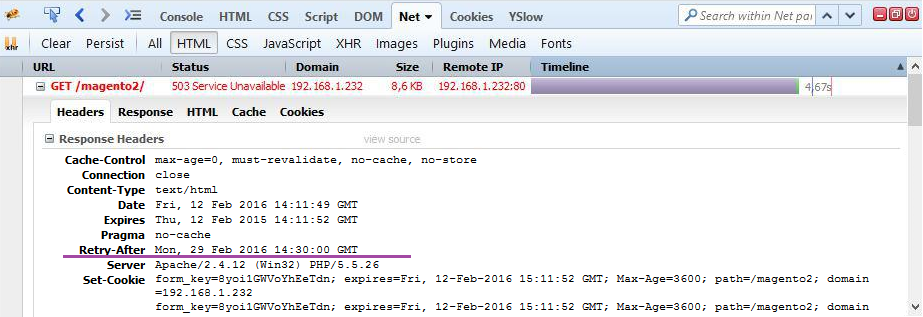 Console HTML CSS Script DOM Net Cookies YSlow Search within Net pa
xhr Clear Persist All HTML CSS JavaScript XHR Images Plugins Media Fonts
URL Status Domain Size Remote IP Timeline
GET /magento2/ 503 Service Unavailable 192.168.1.232 8,6 KB 192.168.1.232:80 4.67s
Headers Response HTML Cache Cookies
Response Headers view source
Cache-Control max-age=0, must-revalidate, no-cache, no-store
Connection close
Content-Type text/html
Date Fri, 12 Feb 2016 14:11:49 GMT
Expires Thu, 12 Feb 2015 14:11:52 GMT
Pragma no-cache
Retry-After Mon, 29 Feb 2016 14:30:00 GMT
Server Apache/2.4.12 (Win32) PHP/5.5.26
Set-Cookie form_key=8yoi1GWVoYhEeTdn; expires=Fri, 12-Feb-2016 15:11:52 GMT; Max-Age=3600; path=/magento2; domain
=192.168.1.232
form_key=8yoi1GWVoYhEeTdn; expires=Fri, 12-Feb-2016 15:11:52 GMT; Max-Age=3600; path=/magento2; domain